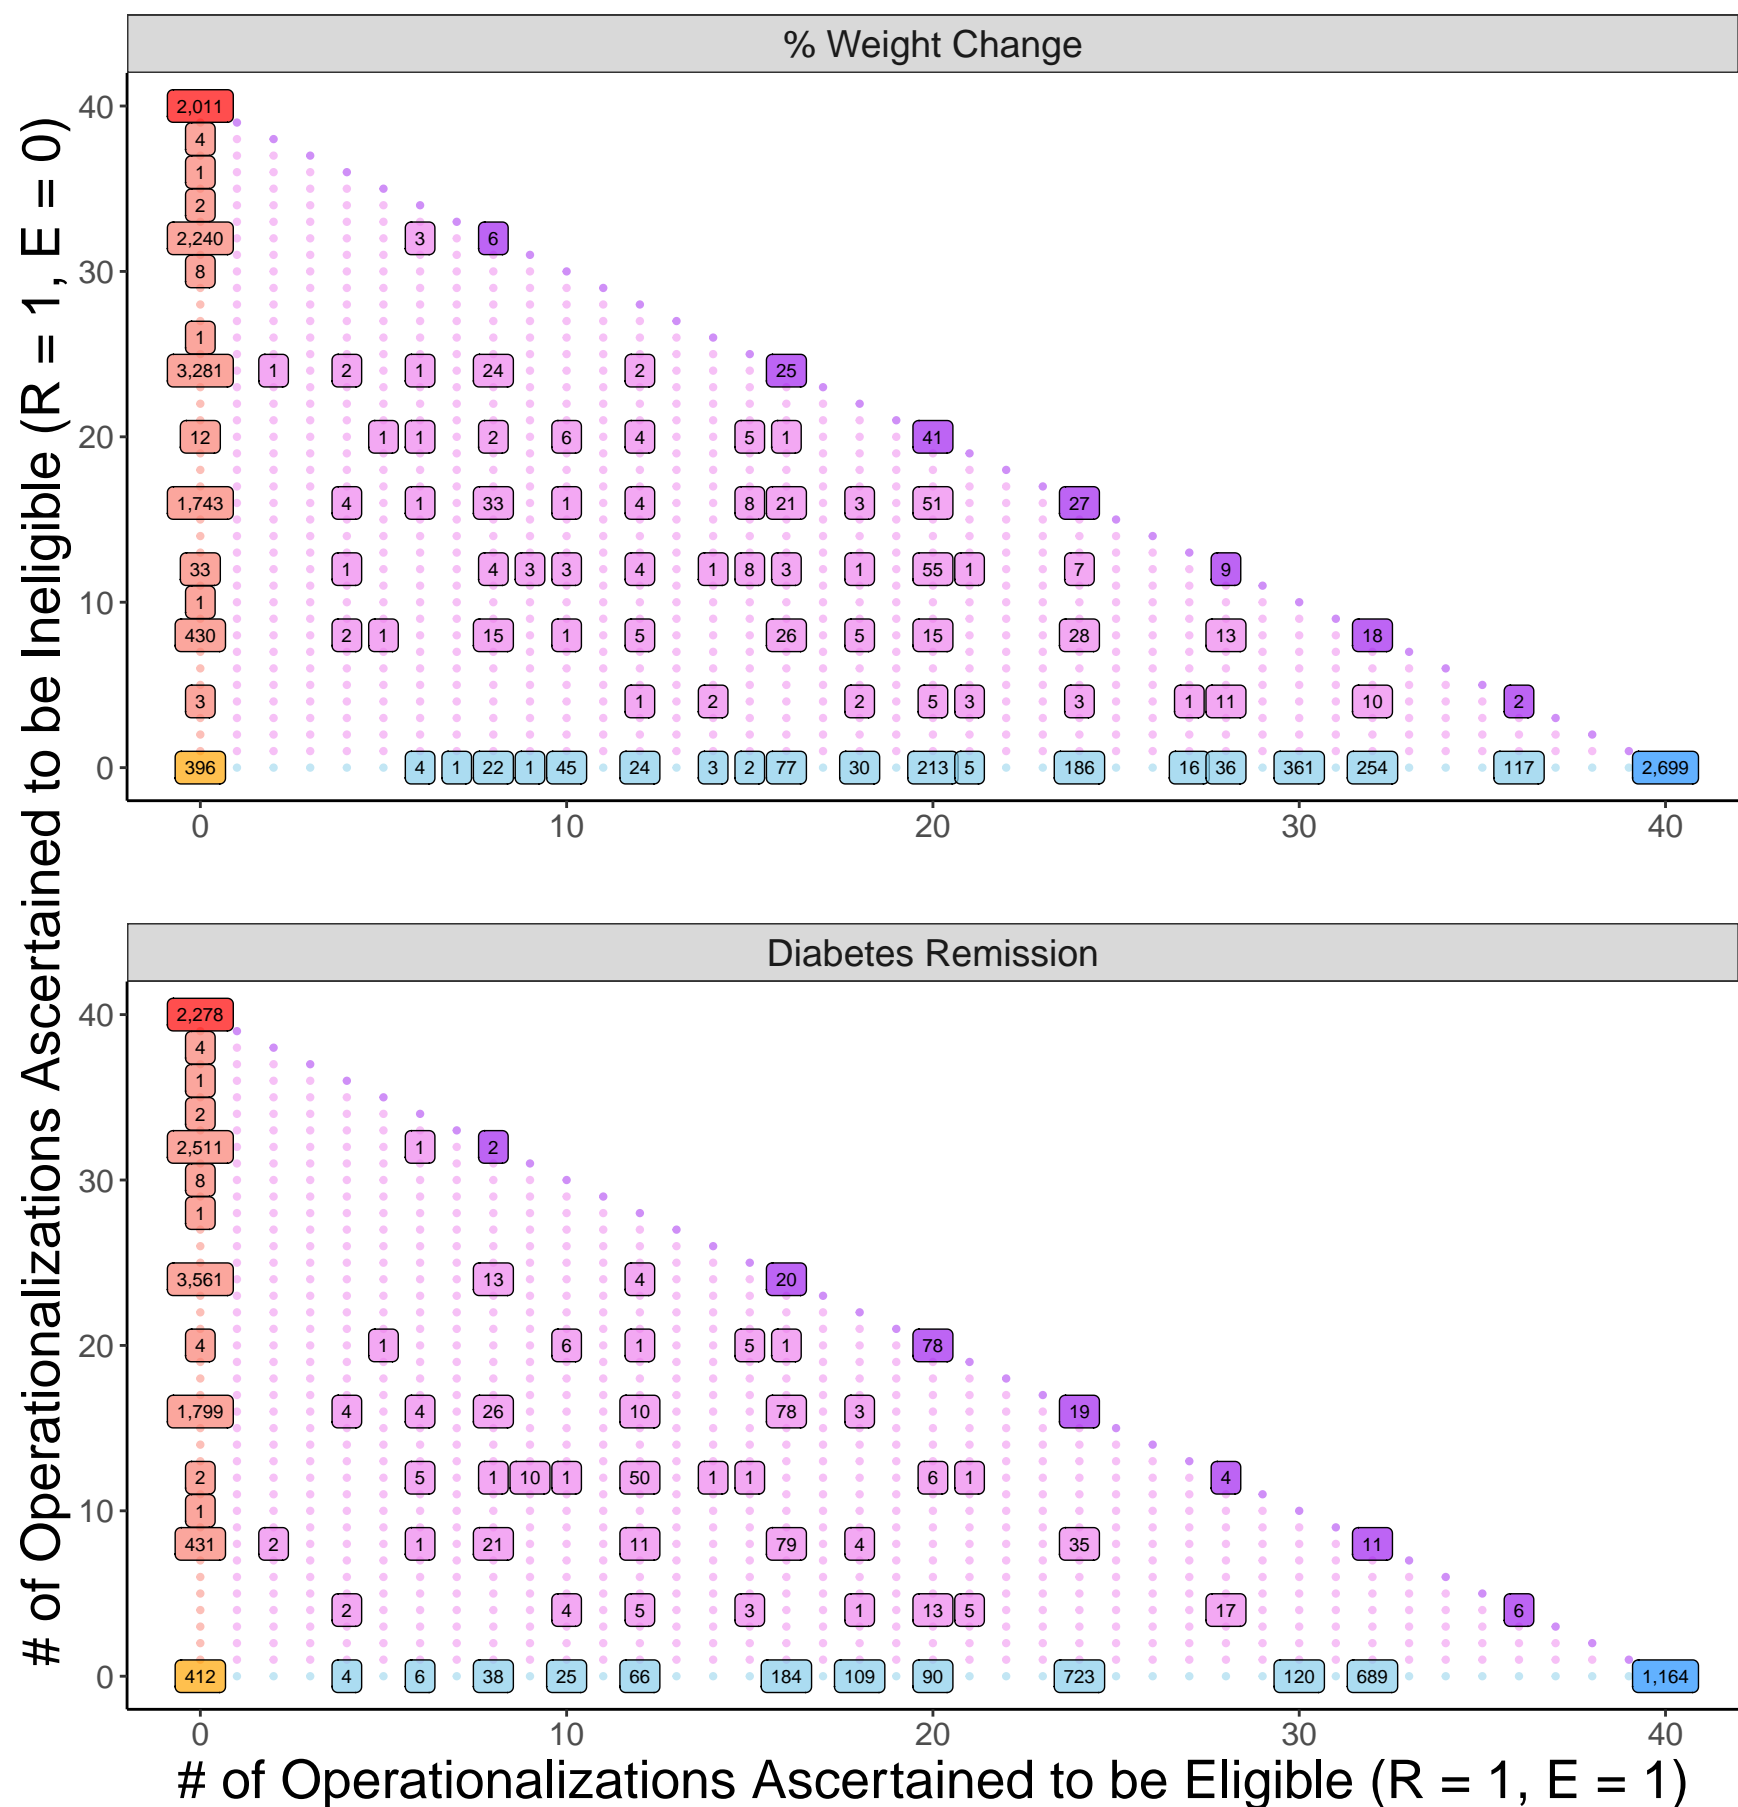 % Weight Change
# of Operationalizations Ascertained to be Ineligible (R = 1, E = 0)
40 2,011
4
1
2
2,240 3 6
30 8
1
3,281 1 2 1 24 2 25
20 12 1 1 2 6 4 5 1 41
1,743 4 1 33 1 4 8 21 3 51 27
33 1 4 3 3 4 1 8 3 1 55 1 7 9
10 1
430 2 1 15 1 5 26 5 15 28 13 18
3 1 2 2 5 3 3 1 11 10 2
0 396 4 1 22 1 45 24 3 2 77 30 213 5 186 16 36 361 254 117 2,699
0 10 20 30 40
Diabetes Remission
40 2,278
4
1
2
2,511 1 2
30 8
1
3,561 13 4 20
20 4 1 6 1 5 1 78
1,799 4 4 26 10 78 3 19
2 5 1 10 1 50 1 1 6 1 4
10 1
431 2 1 21 11 79 4 35 11
2 4 5 3 1 13 5 17 6
0 412 4 6 38 25 66 184 109 90 723 120 689 1,164
0 10 20 30 40
# of Operationalizations Ascertained to be Eligible (R = 1, E = 1)